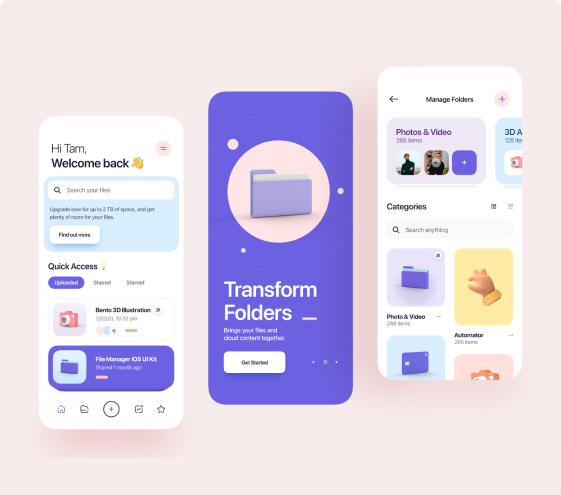 Hi Tam,
Welcome back
Search your files
Upgrade now for up to 2 TB of space, and get
plenty of room for your files.
Find out more
Quick Access
Uploaded
Shared
Starred
Bento 3D Illustration
7/22/20, 12:32 pm
File Manager iOS UI Kit
Shared 1 month ago
Transform
Folders
Brings your files and
cloud content together.
Get Started
Manage Folders
Photos & Video
268 items
3D A
128 iter
Categories
Search anything
Photo & Video
268 items
Automator
268 items